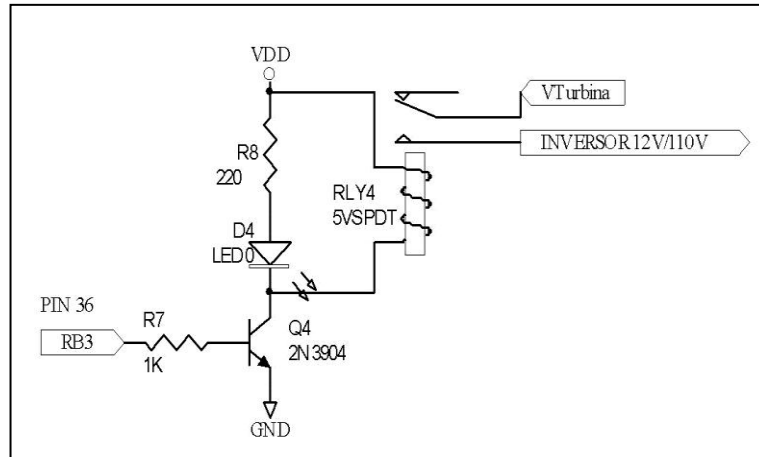 VDD
VTurbina
INVERSOR 12V/110V
R8
220
RLY4
5VSPDT
D4
LED0
PIN 36
RB3
R7
1K
Q4
2N3904
GND